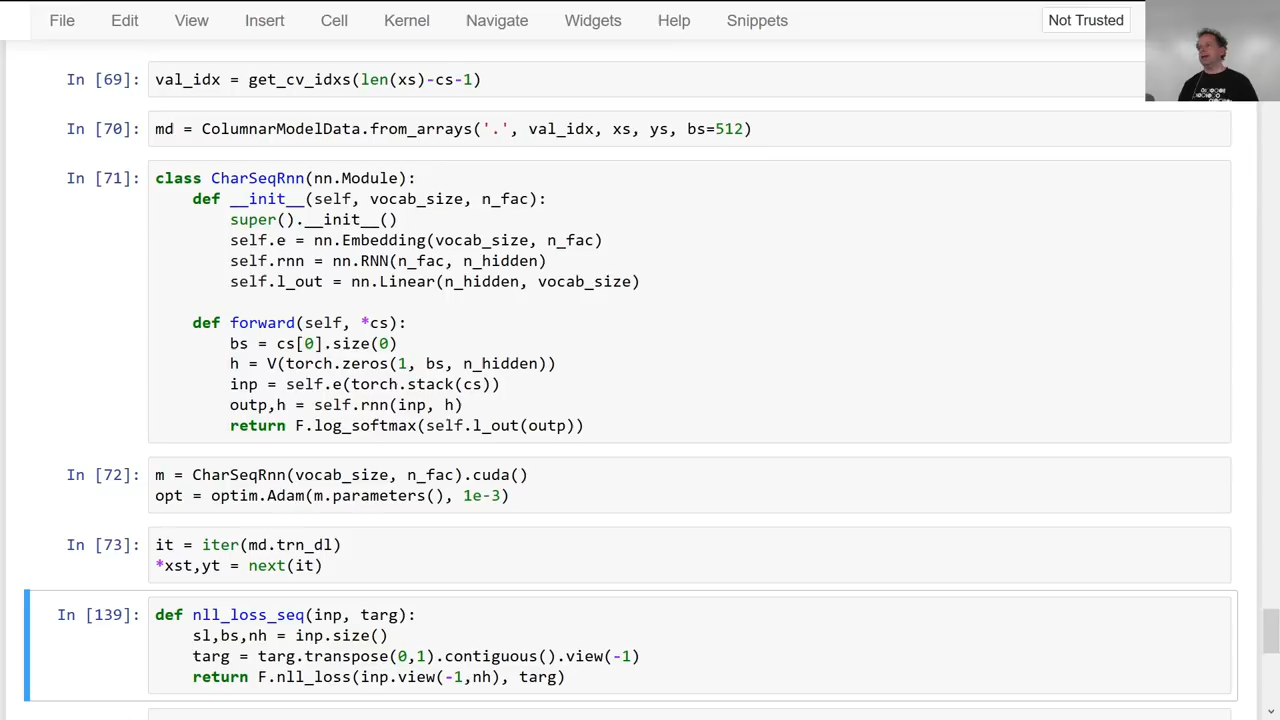 File Edit View Insert Cell Kernel Navigate Widgets Help Snippets Not Trusted
In [69]: val_idx = get_cv_idxs(len(xs)-cs-1)
In [70]: md = ColumnarModelData.from_arrays('.', val_idx, xs, ys, bs=512)
In [71]: class CharSeqRnn(nn.Module):
    def __init__(self, vocab_size, n_fac):
        super().__init__()
        self.e = nn.Embedding(vocab_size, n_fac)
        self.rnn = nn.RNN(n_fac, n_hidden)
        self.l_out = nn.Linear(n_hidden, vocab_size)
    def forward(self, *cs):
        bs = cs[0].size(0)
        h = V(torch.zeros(1, bs, n_hidden))
        inp = self.e(torch.stack(cs))
        outp,h = self.rnn(inp, h)
        return F.log_softmax(self.l_out(outp))
In [72]: m = CharSeqRnn(vocab_size, n_fac).cuda()
opt = optim.Adam(m.parameters(), 1e-3)
In [73]: it = iter(md.trn_dl)
*xst,yt = next(it)
In [139]: def nll_loss_seq(inp, targ):
    sl,bs,nh = inp.size()
    targ = targ.transpose(0,1).contiguous().view(-1)
    return F.nll_loss(inp.view(-1,nh), targ)